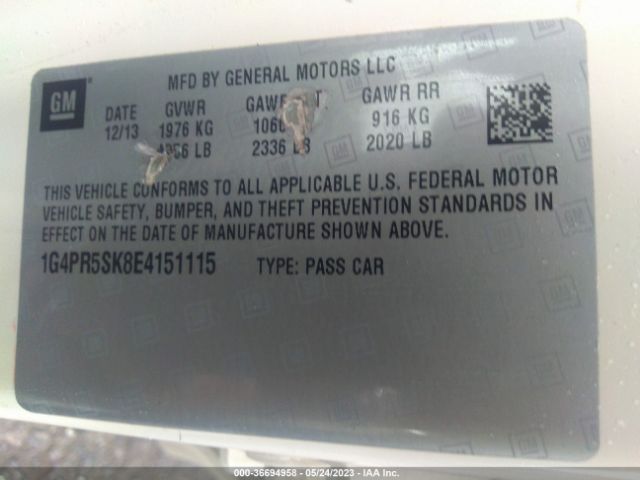 MFD BY GENERAL MOTORS LLC
GM
DATE GVWR GAWR RR
12/13 1976 KG 916 KG
LB 2336 LB 2020 LB
THIS VEHICLE CONFORMS TO ALL APPLICABLE U.S. FEDERAL MOTOR
VEHICLE SAFETY, BUMPER, AND THEFT PREVENTION STANDARDS IN
EFFECT ON THE DATE OF MANUFACTURE SHOWN ABOVE.
1G4PR5SK8E4151115 TYPE: PASS CAR
000-36694958 - 05/24/2023 - IAA Inc.